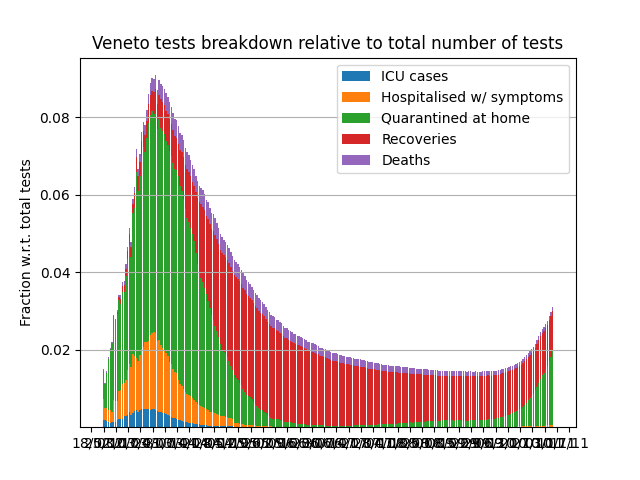 Veneto tests breakdown relative to total number of tests
ICU cases
Hospitalised w/ symptoms
Quarantined at home
Recoveries
Deaths
0.08
0.06
0.04
0.02
Fraction w.r.t. total tests